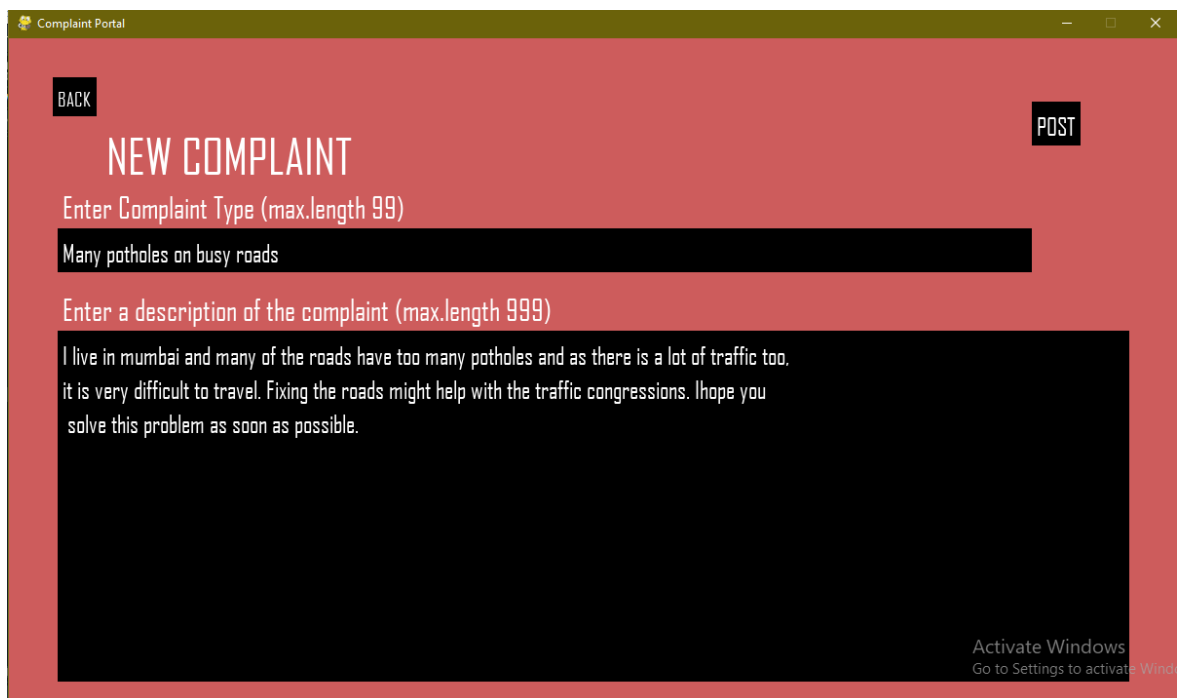 Complaint Portal
BACK
POST
NEW COMPLAINT
Enter Complaint Type (max.length 99)
Many potholes on busy roads
Enter a description of the complaint (max.length 999)
I live in mumbai and many of the roads have too many potholes and as there is a lot of traffic too,
it is very difficult to travel. Fixing the roads might help with the traffic congressions. Ihope you
solve this problem as soon as possible.
Activate Windows
Go to Settings to activate Wind